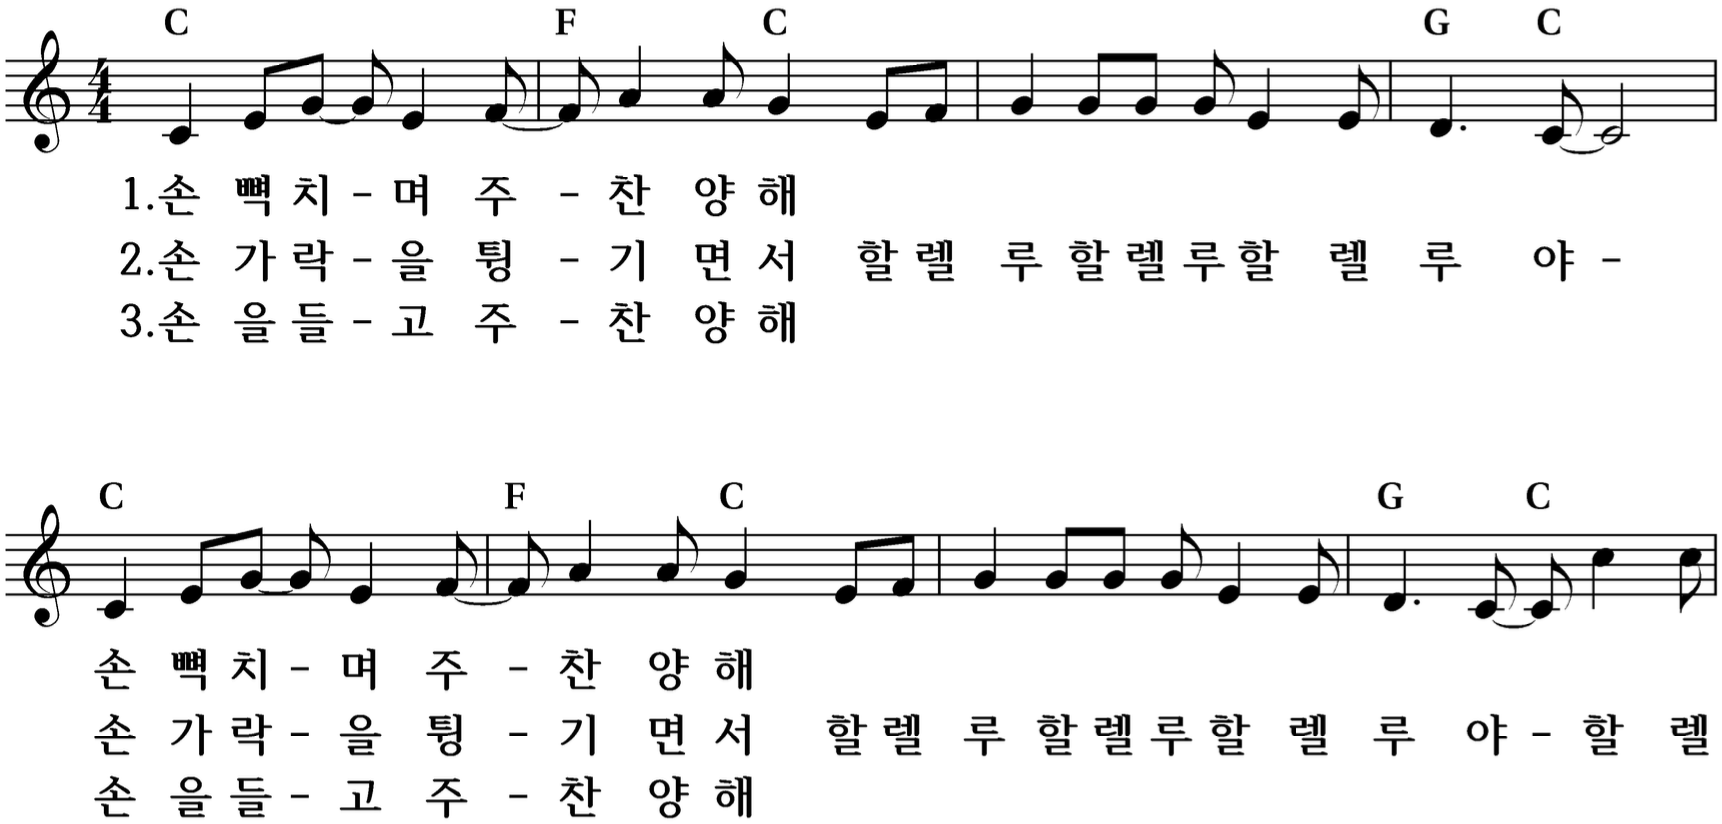 C F C G C
4
4
1.손 뼉 치 - 며 주 - 찬 양 해
2.손 가 락 - 을 튕 - 기 면 서 할 렐 루 할 렐 루 할 렐 루 야 -
3.손 을 들 - 고 주 - 찬 양 해
C F C G C
손 뼉 치 - 며 주 - 찬 양 해
손 가 락 - 을 튕 - 기 면 서 할 렐 루 할 렐 루 할 렐 루 야 - 할 렐
손 을 들 - 고 주 - 찬 양 해